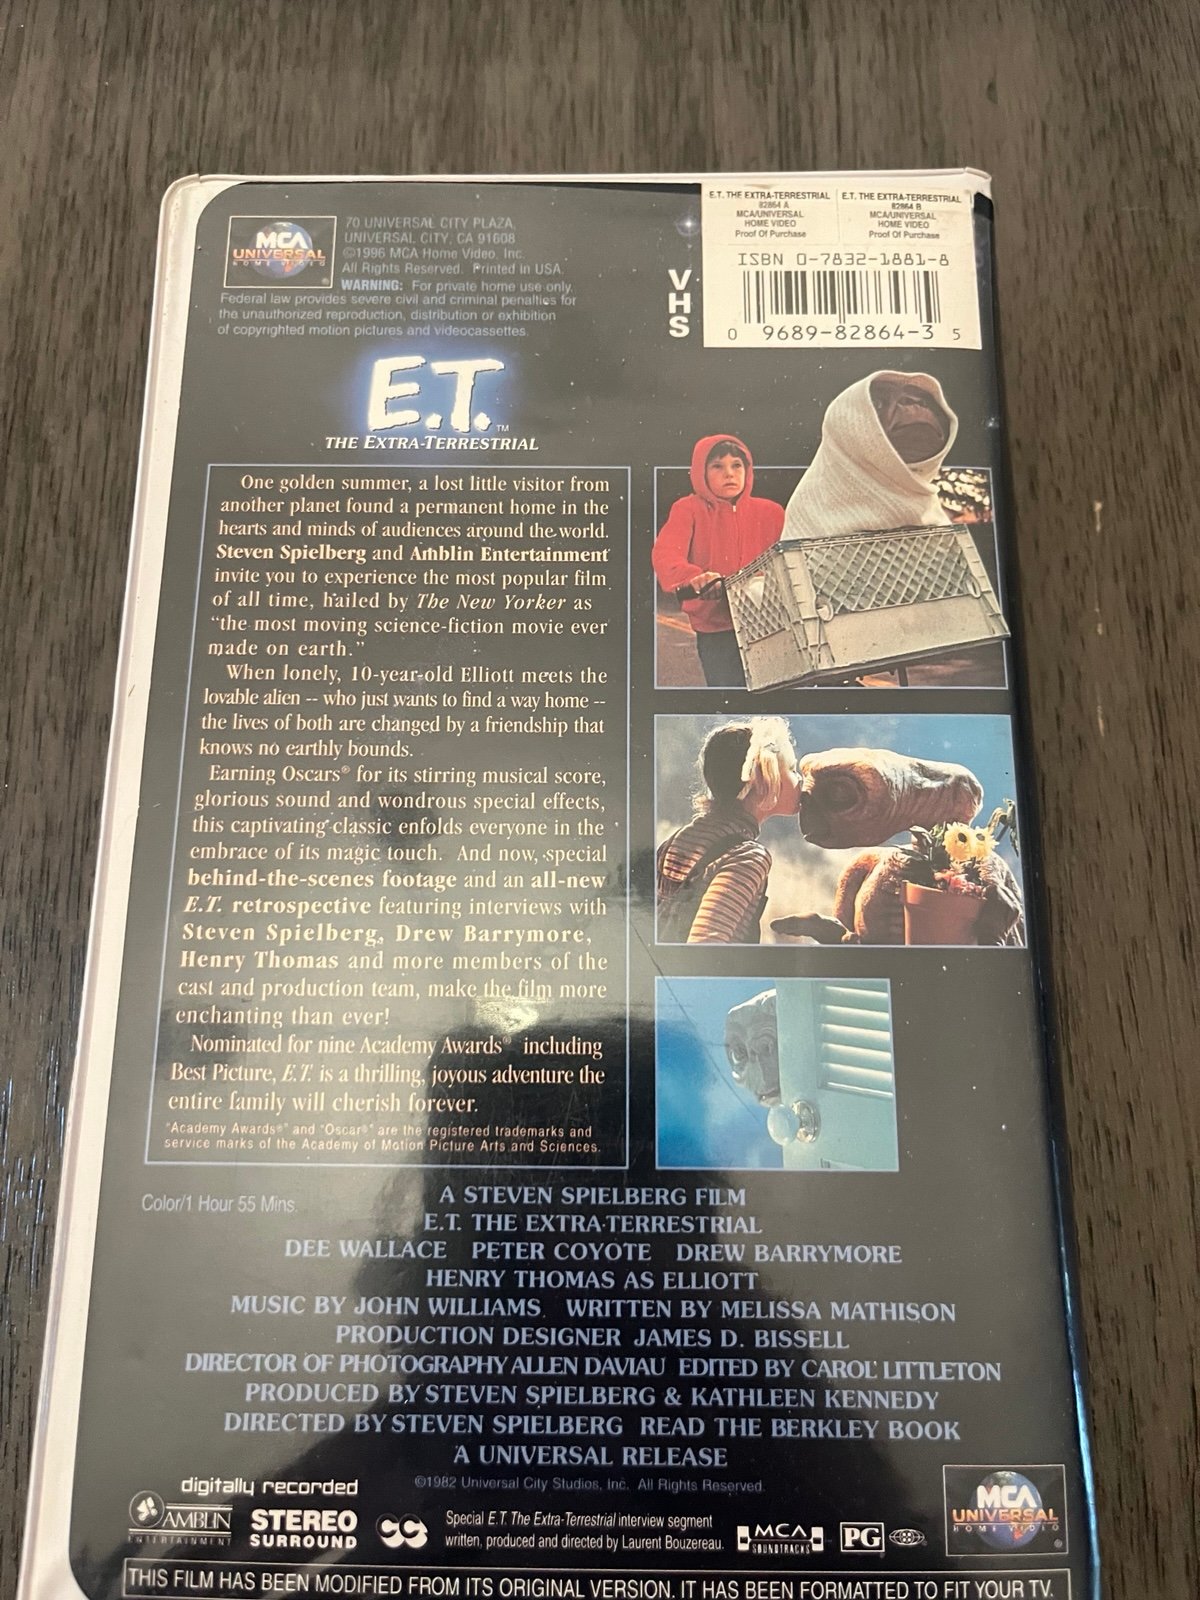 MCA
UNIVERSAL
HOME VIDEO
®
70 UNIVERSAL CITY PLAZA,
UNIVERSAL CITY, CA 91608
©1996 MCA Home Video, Inc.
All Rights Reserved. Printed in USA.
WARNING: For private home use only.
Federal law provides severe civil and criminal penalties for
the unauthorized reproduction, distribution or exhibition
of copyrighted motion pictures and videocassettes.
VHS
E.T. THE EXTRA-TERRESTRIAL
82864 A
MCA/UNIVERSAL
HOME VIDEO
Proof Of Purchase
E.T. THE EXTRA-TERRESTRIAL
82864 B
MCA/UNIVERSAL
HOME VIDEO
Proof Of Purchase
ISBN 0-7832-1881-8
0 9689-82864-3 5
E.T.™
THE EXTRA-TERRESTRIAL
One golden summer, a lost little visitor from
another planet found a permanent home in the
hearts and minds of audiences around the world.
Steven Spielberg and Amblin Entertainment
invite you to experience the most popular film
of all time, hailed by The New Yorker as
“the most moving science-fiction movie ever
made on earth.”
When lonely, 10-year-old Elliott meets the
lovable alien -- who just wants to find a way home --
the lives of both are changed by a friendship that
knows no earthly bounds.
Earning Oscars® for its stirring musical score,
glorious sound and wondrous special effects,
this captivating classic enfolds everyone in the
embrace of its magic touch. And now, special
behind-the-scenes footage and an all-new
E.T. retrospective featuring interviews with
Steven Spielberg, Drew Barrymore,
Henry Thomas and more members of the
cast and production team, make the film more
enchanting than ever!
Nominated for nine Academy Awards® including
Best Picture, E.T. is a thrilling, joyous adventure the
entire family will cherish forever.
"Academy Awards®" and "Oscar®" are the registered trademarks and
service marks of the Academy of Motion Picture Arts and Sciences.
Color/1 Hour 55 Mins.
A STEVEN SPIELBERG FILM
E.T. THE EXTRA-TERRESTRIAL
DEE WALLACE PETER COYOTE DREW BARRYMORE
HENRY THOMAS AS ELLIOTT
MUSIC BY JOHN WILLIAMS WRITTEN BY MELISSA MATHISON
PRODUCTION DESIGNER JAMES D. BISSELL
DIRECTOR OF PHOTOGRAPHY ALLEN DAVIAU EDITED BY CAROL LITTLETON
PRODUCED BY STEVEN SPIELBERG & KATHLEEN KENNEDY
DIRECTED BY STEVEN SPIELBERG READ THE BERKLEY BOOK
A UNIVERSAL RELEASE
©1982 Universal City Studios, Inc. All Rights Reserved.
digitally recorded
AMBLIN
ENTERTAINMENT
STEREO
SURROUND
CC
Special E.T. The Extra-Terrestrial interview segment
written, produced and directed by Laurent Bouzereau.
MCA
SOUNDTRACKS
PG
MCA
UNIVERSAL
HOME VIDEO
®
THIS FILM HAS BEEN MODIFIED FROM ITS ORIGINAL VERSION. IT HAS BEEN FORMATTED TO FIT YOUR TV.